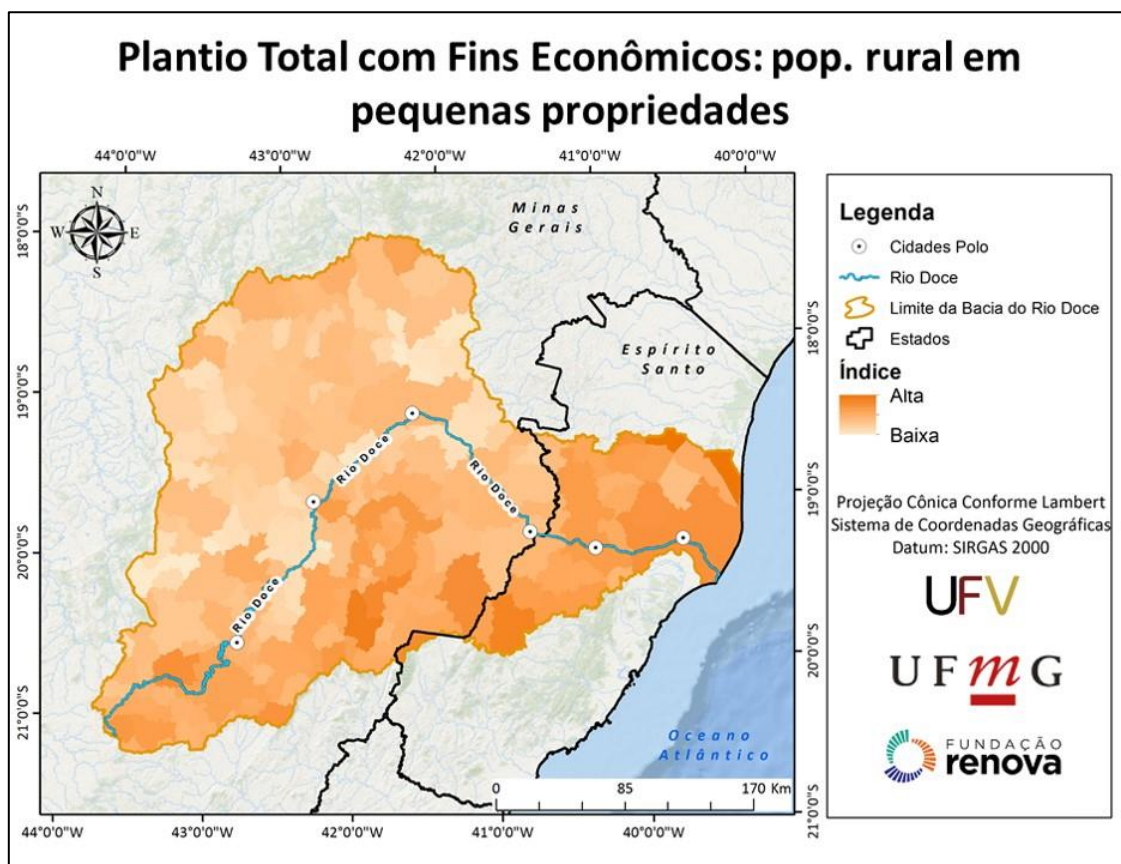 Plantio Total com Fins Econômicos: pop. rural em
pequenas propriedades
44°0'0"W
43°0'0"W
42°0'0"W
41°0'0"W
40°0'0"W
18°0'0"S
19°0'0"S
20°0'0"S
21°0'0"S
N
W
E
S
Minas
Gerais
Espírito
Santo
Rio Doce
Rio Doce
Rio Doce
Oceano
Atlântico
0
85
170 Km
18°0'0"S
19°0'0"S
20°0'0"S
21°0'0"S
44°0'0"W
43°0'0"W
42°0'0"W
41°0'0"W
40°0'0"W
Legenda
Cidades Polo
Rio Doce
Limite da Bacia do Rio Doce
Estados
Índice
Alta
Baixa
Projeção Cônica Conforme Lambert
Sistema de Coordenadas Geográficas
Datum: SIRGAS 2000
UFV
UFmG
FUNDAÇÃO
renova